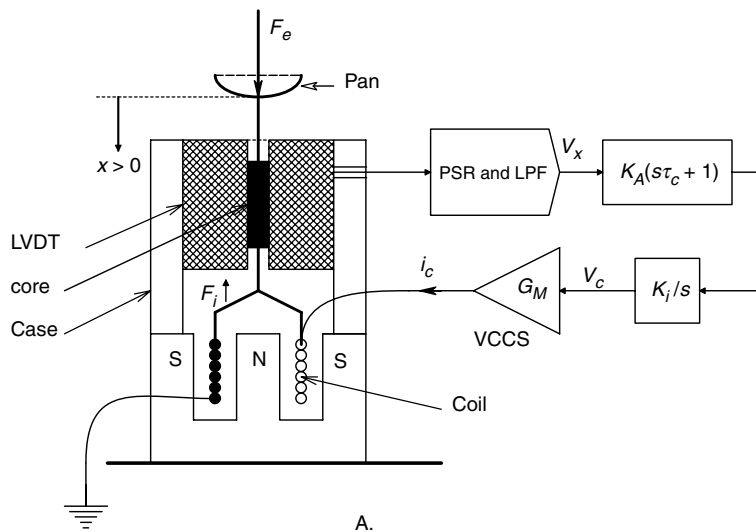 F_e
Pan
x > 0
PSR and LPF
V_x
K_A(sτ_c + 1)
LVDT
core
Case
F_i
i_c
G_M
VCCS
V_c
K_i/s
S
N
S
Coil
A.